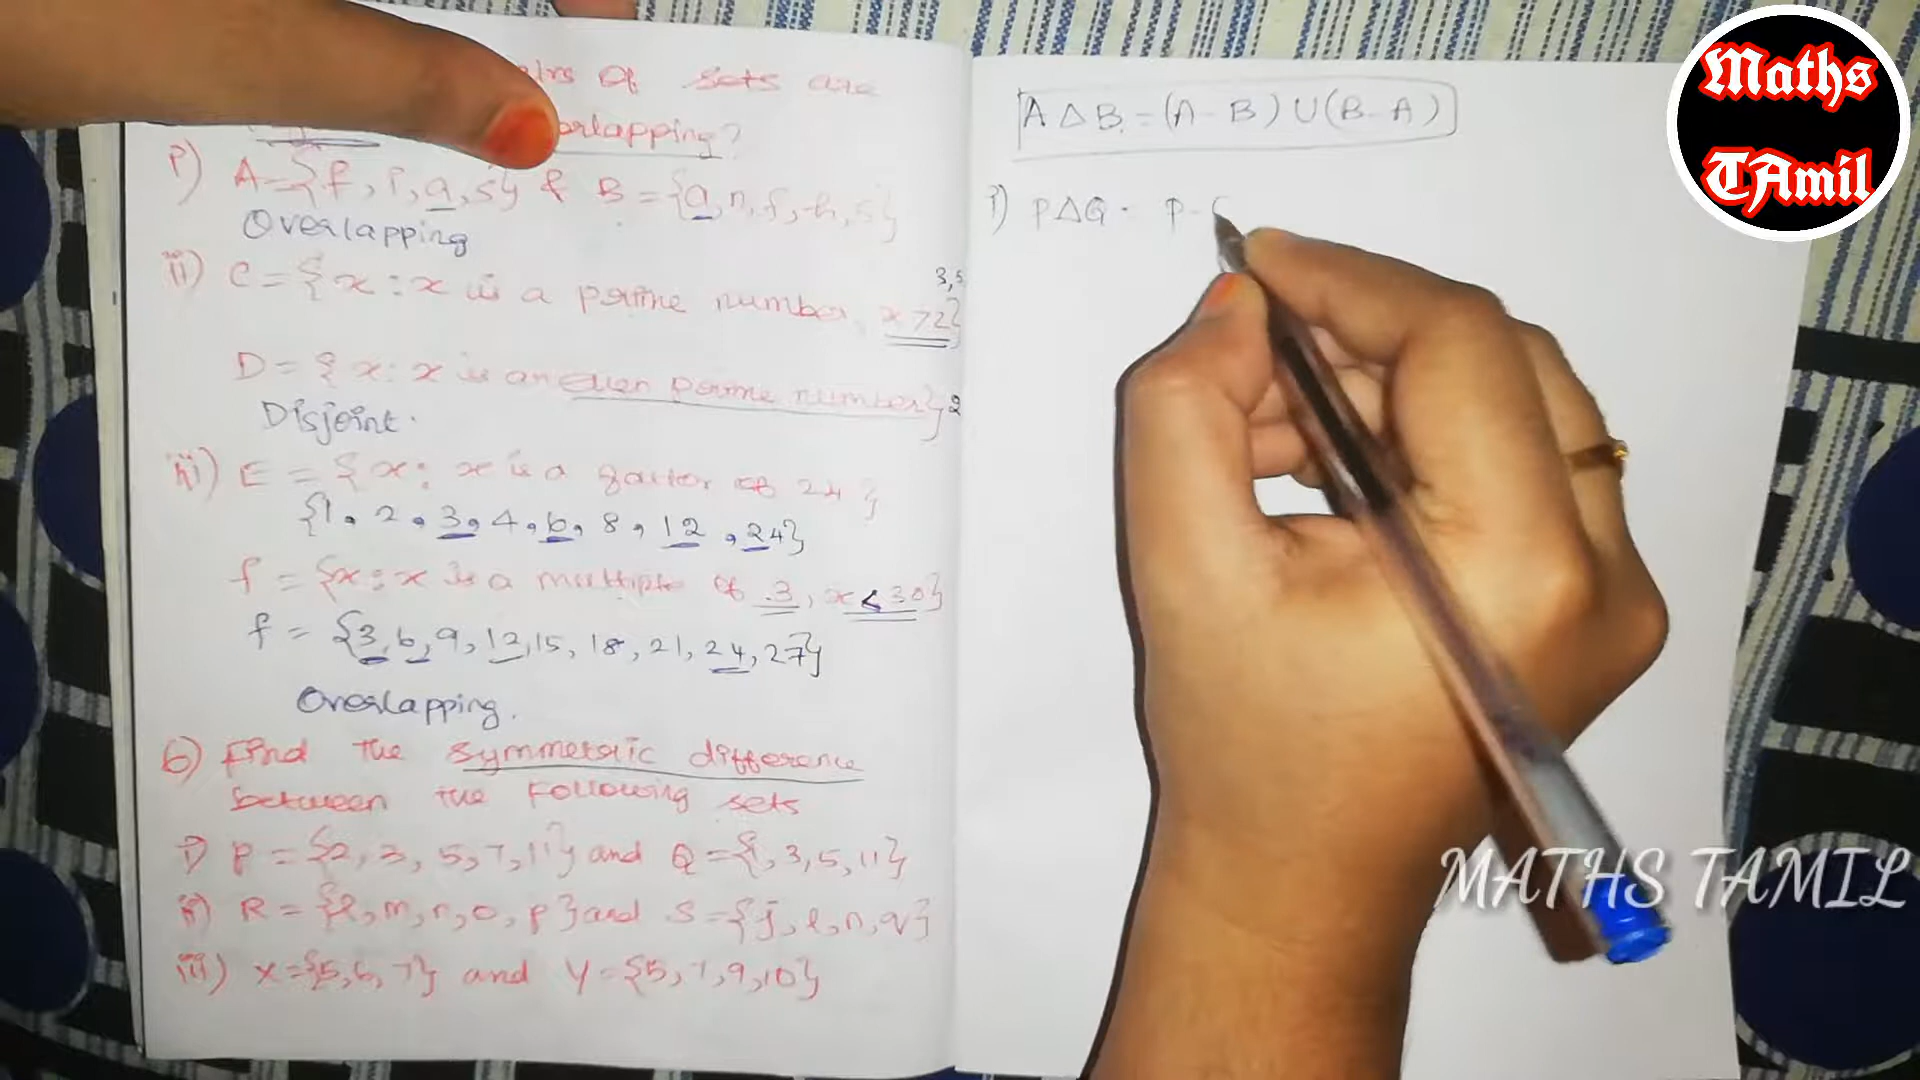 airs of sets are
erlapping?
i) A = {f, i, a, s} & B = {a, n, f, h, s}
Overlapping
ii) C = {x : x is a prime number, x > 2} 3,5
D = {x : x is an even prime number} 2
Disjoint.
iii) E = {x : x is a factor of 24}
{1, 2, 3, 4, 6, 8, 12, 24}
F = {x : x is a multiple of 3, x < 30}
F = {3, 6, 9, 12, 15, 18, 21, 24, 27}
Overlapping.
6) Find the symmetric difference
between the following sets
i) P = {2, 3, 5, 7, 11} and Q = {1, 3, 5, 11}
ii) R = {l, m, n, o, p} and S = {j, l, n, q}
iii) X = {5, 6, 7} and Y = {5, 7, 9, 10}
A Δ B = (A - B) ∪ (B - A)
i) P Δ Q = P -
Maths
TAmil
MATHS TAMIL